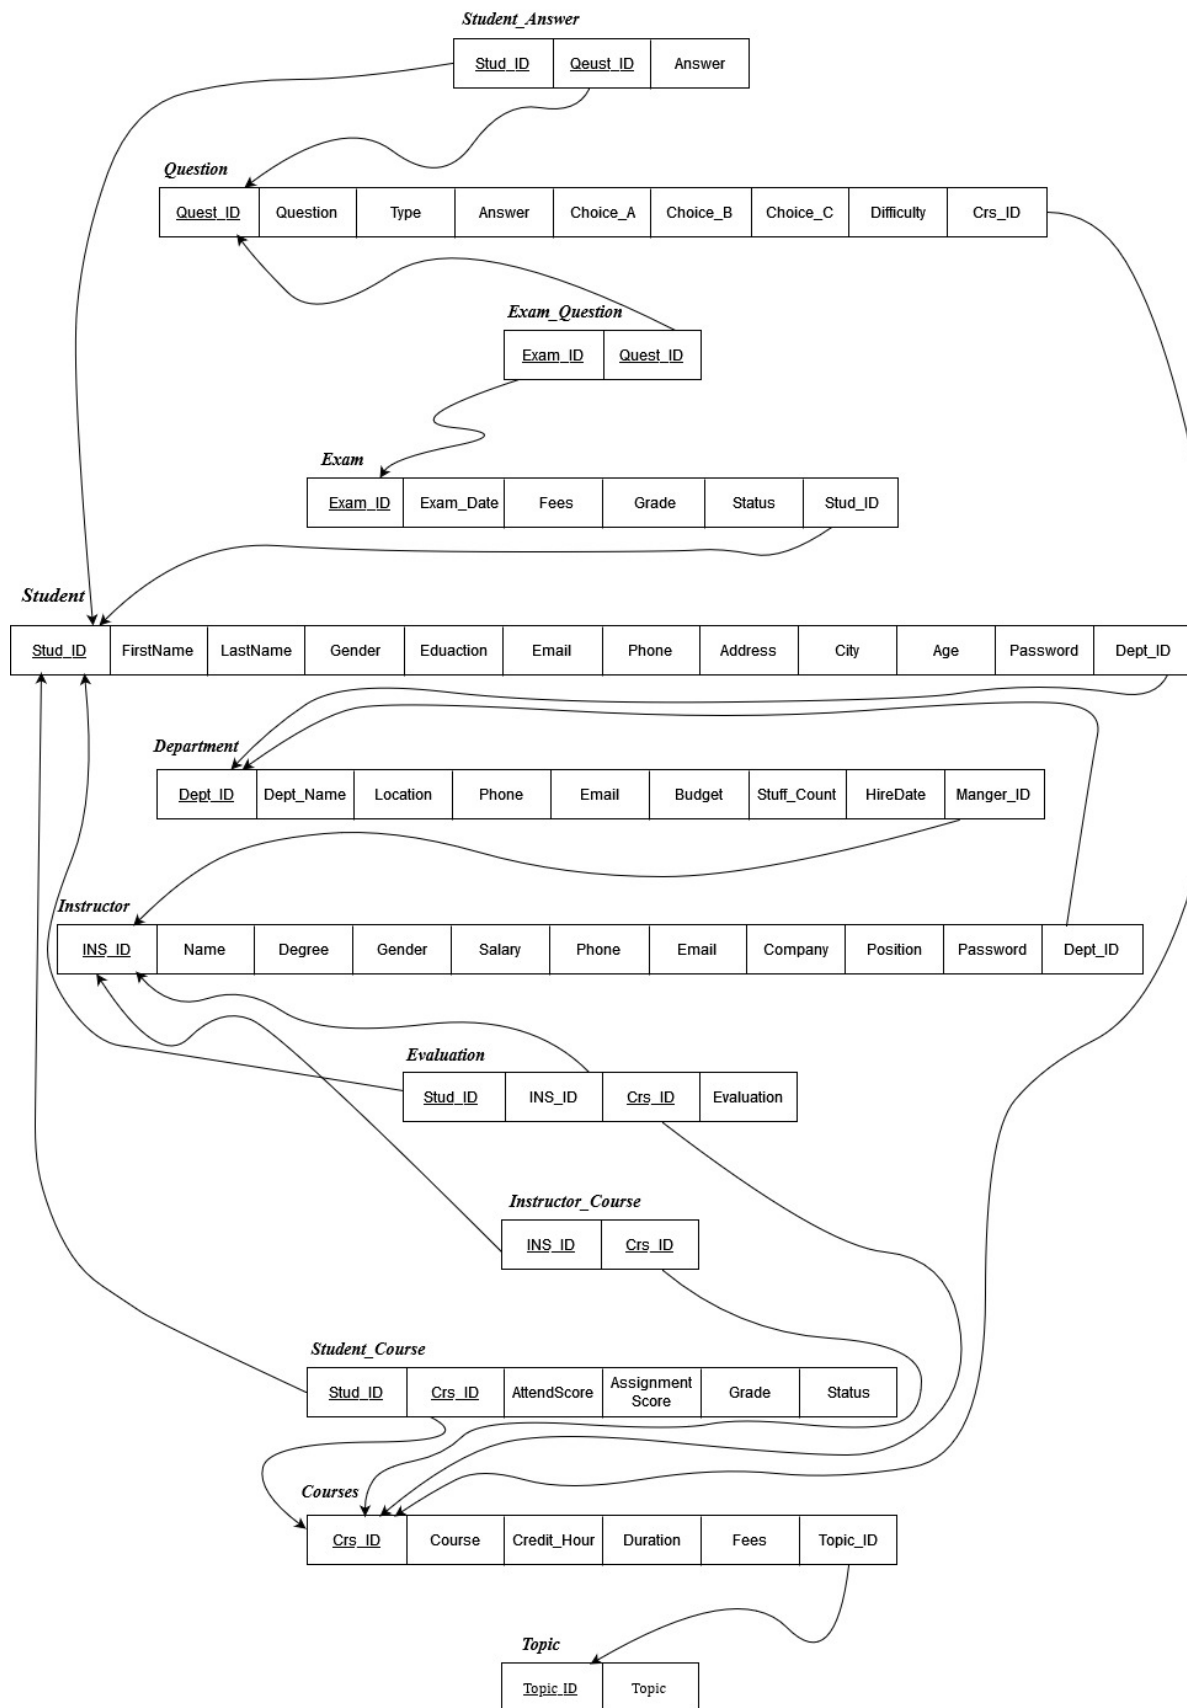 Student_Answer
Stud_ID Qeust_ID Answer
Question
Quest_ID Question Type Answer Choice_A Choice_B Choice_C Difficulty Crs_ID
Exam_Question
Exam_ID Quest_ID
Exam
Exam_ID Exam_Date Fees Grade Status Stud_ID
Student
Stud_ID FirstName LastName Gender Eduaction Email Phone Address City Age Password Dept_ID
Department
Dept_ID Dept_Name Location Phone Email Budget Stuff_Count HireDate Manger_ID
Instructor
INS_ID Name Degree Gender Salary Phone Email Company Position Password Dept_ID
Evaluation
Stud_ID INS_ID Crs_ID Evaluation
Instructor_Course
INS_ID Crs_ID
Student_Course
Stud_ID Crs_ID AttendScore Assignment Score Grade Status
Courses
Crs_ID Course Credit_Hour Duration Fees Topic_ID
Topic
Topic_ID Topic